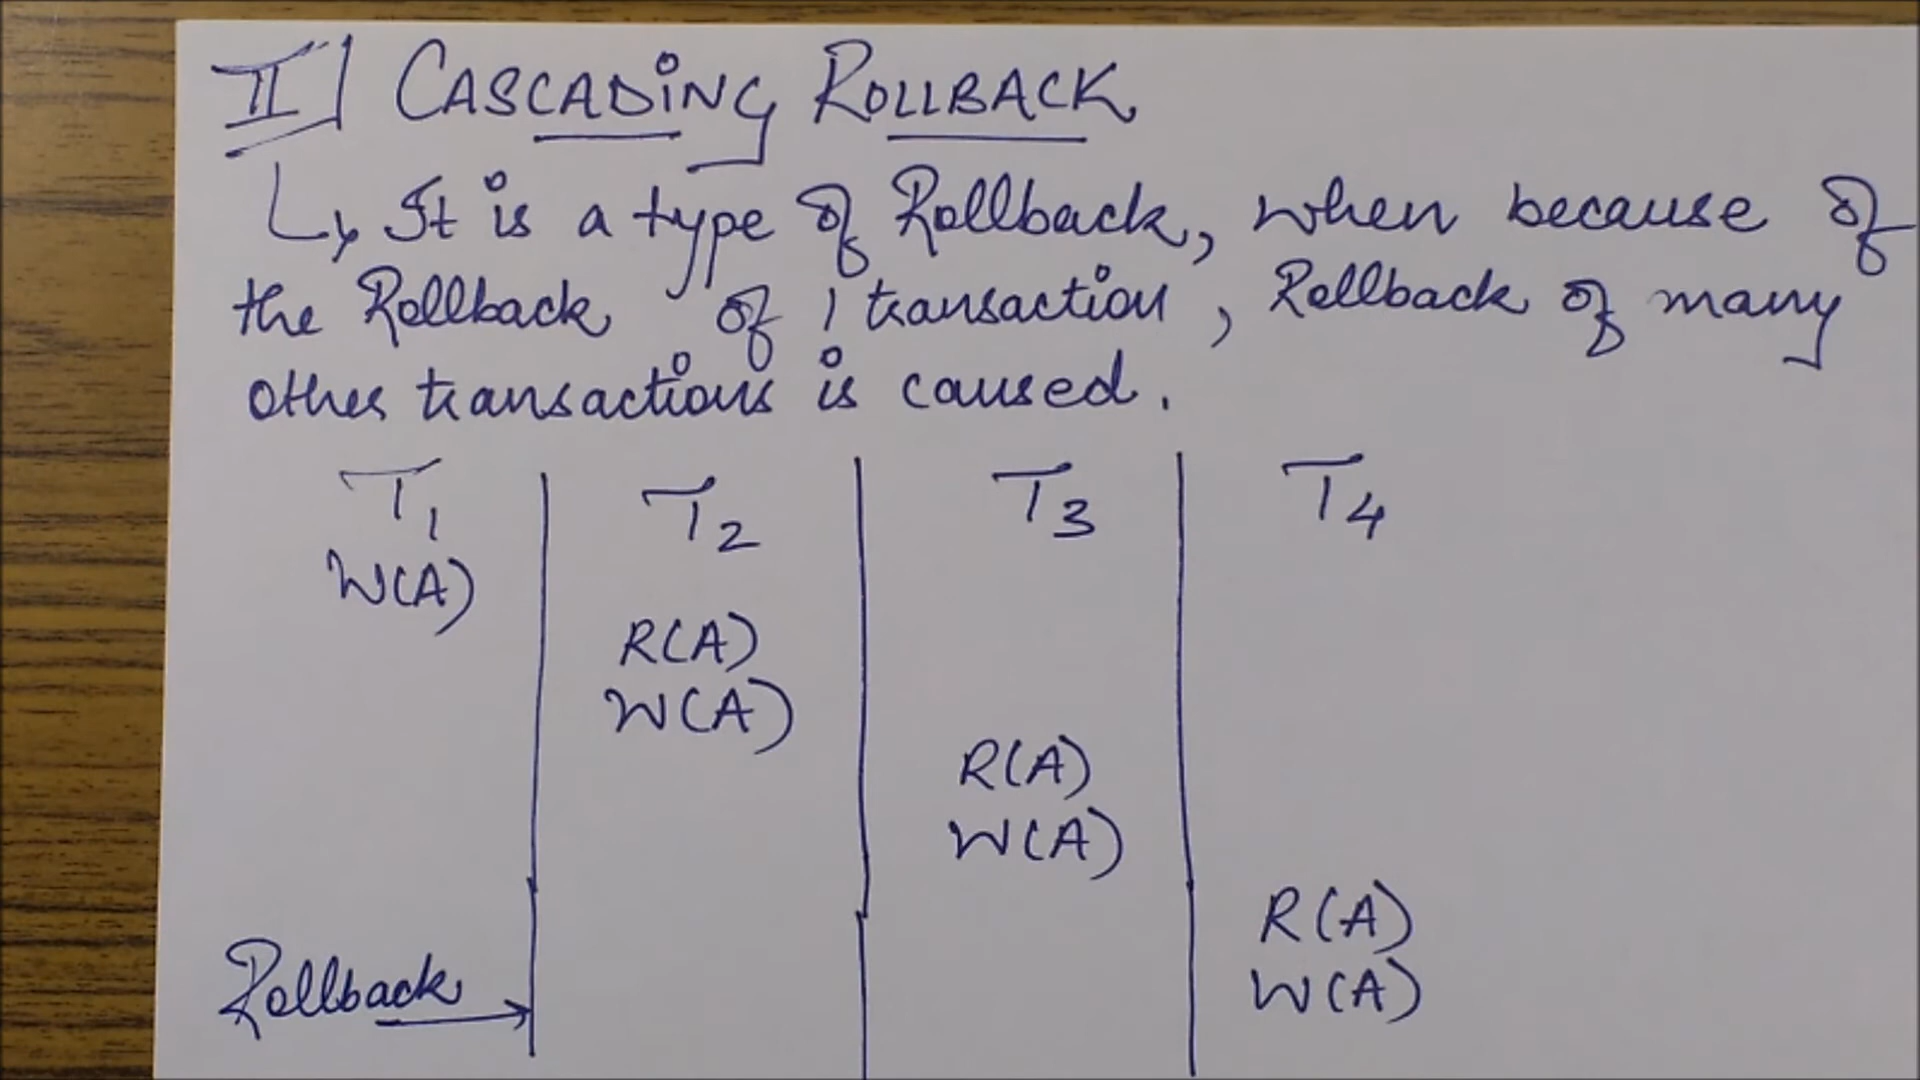 II] CASCADING ROLLBACK
↳ It is a type of Rollback, when because of
the Rollback of 1 transaction, Rollback of many
other transactions is caused.
T1 T2 T3 T4
W(A)
R(A)
W(A)
R(A)
W(A)
R(A)
W(A)
Rollback →